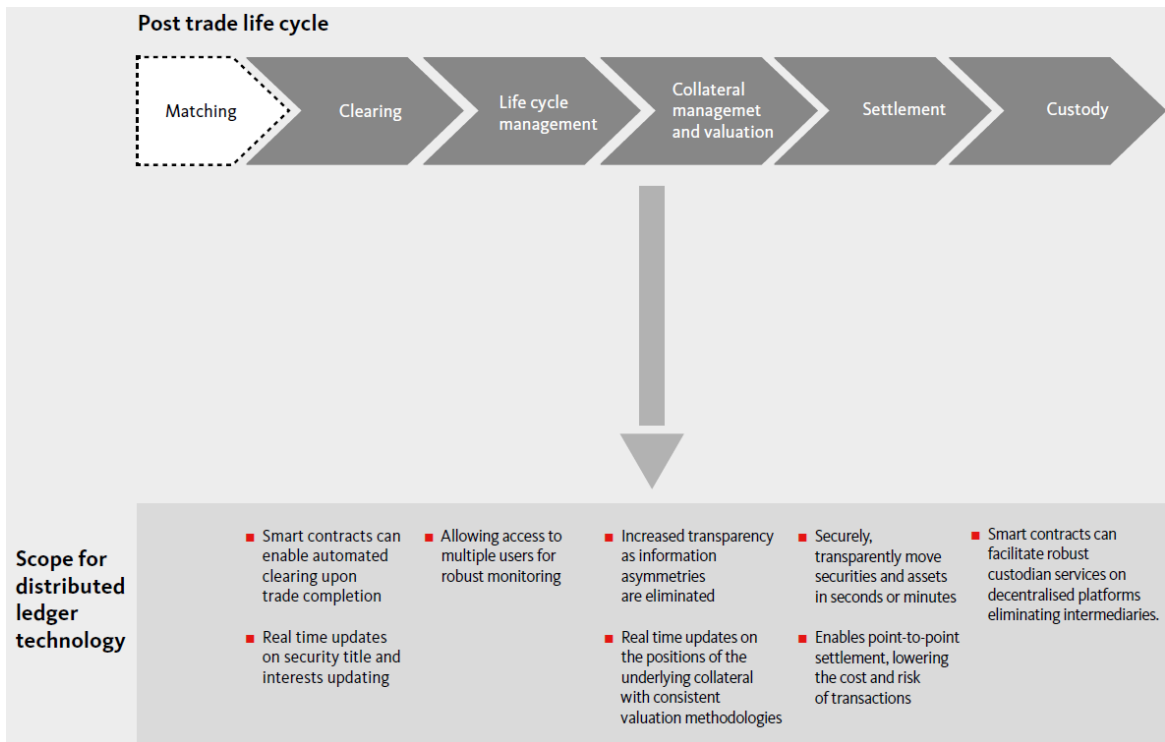 Post trade life cycle
Matching
Clearing
Life cycle
management
Collateral
managemet
and valuation
Settlement
Custody
Scope for
distributed
ledger
technology
Smart contracts can
enable automated
clearing upon
trade completion
Real time updates
on security title and
interests updating
Allowing access to
multiple users for
robust monitoring
Increased transparency
as information
asymmetries
are eliminated
Real time updates on
the positions of the
underlying collateral
with consistent
valuation methodologies
Securely,
transparently move
securities and assets
in seconds or minutes
Enables point-to-point
settlement, lowering
the cost and risk
of transactions
Smart contracts can
facilitate robust
custodian services on
decentralised platforms
eliminating intermediaries.